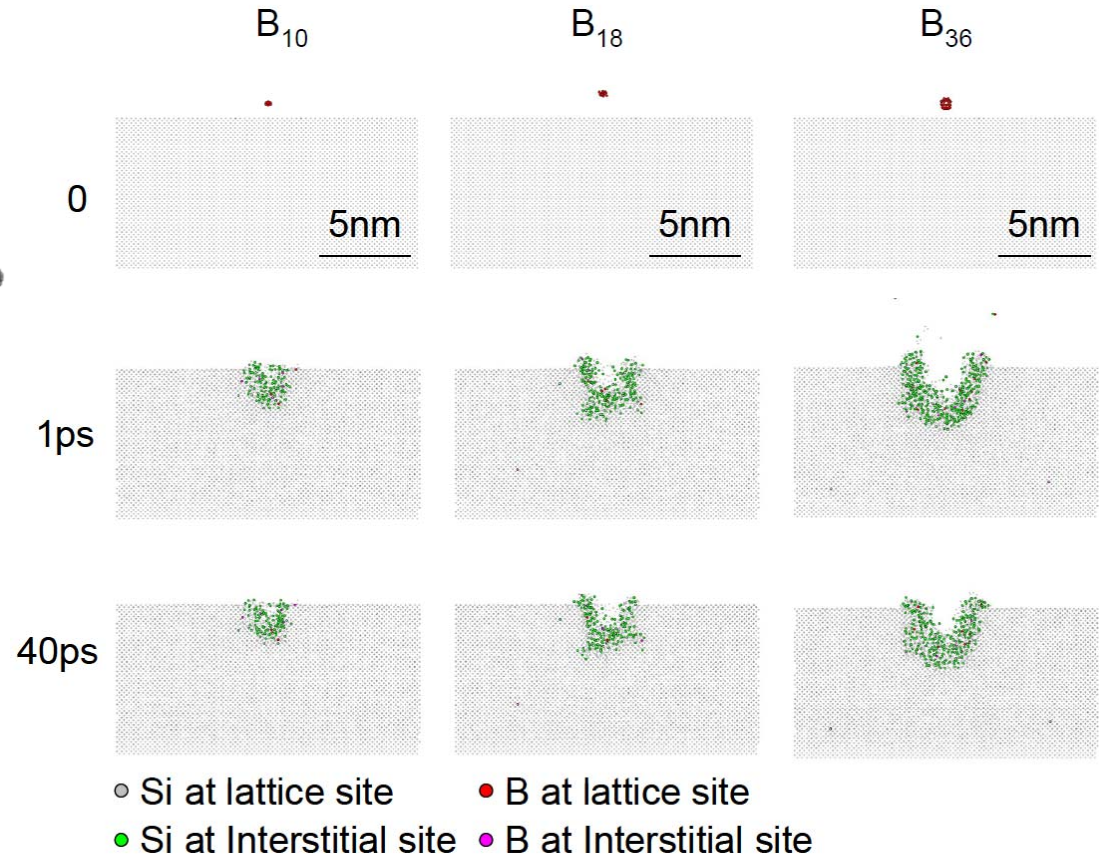 B10 B18 B36
0
5nm 5nm 5nm
1ps
40ps
Si at lattice site B at lattice site
Si at Interstitial site B at Interstitial site